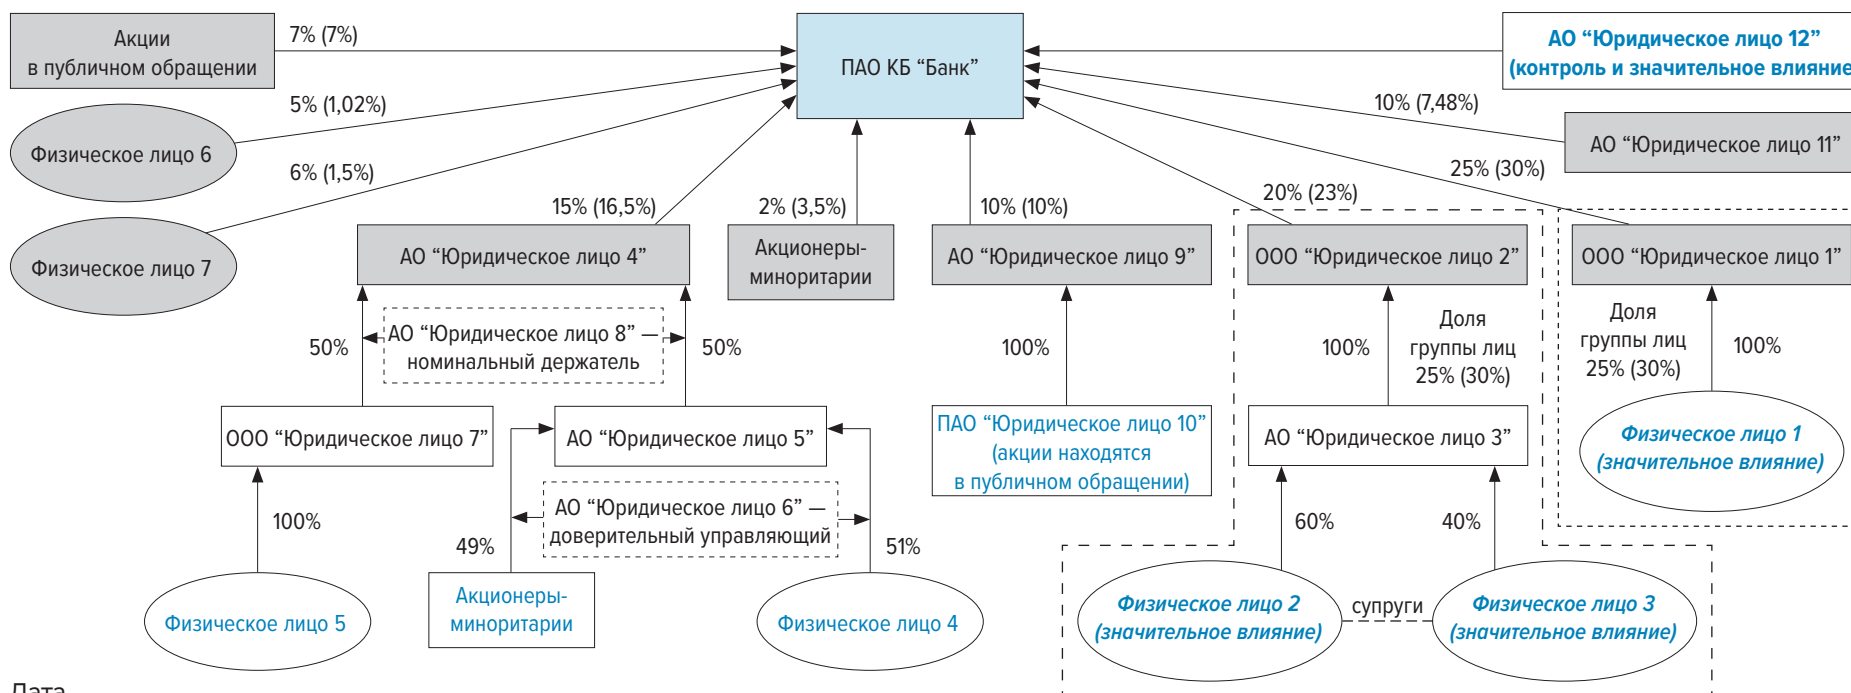 Акции
в публичном обращении
7% (7%)
ПАО КБ “Банк”
АО “Юридическое лицо 12”
(контроль и значительное влияние
5% (1,02%)
10% (7,48%)
Физическое лицо 6
АО “Юридическое лицо 11”
6% (1,5%)
25% (30%)
15% (16,5%)
2% (3,5%)
10% (10%)
20% (23%)
Физическое лицо 7
АО “Юридическое лицо 4”
Акционеры-
миноритарии
АО “Юридическое лицо 9”
ООО “Юридическое лицо 2”
ООО “Юридическое лицо 1”
50%
АО “Юридическое лицо 8” —
номинальный держатель
50%
100%
100%
Доля
группы лиц
25% (30%)
Доля
группы лиц
25% (30%)
100%
ООО “Юридическое лицо 7”
АО “Юридическое лицо 5”
ПАО “Юридическое лицо 10”
(акции находятся
в публичном обращении)
АО “Юридическое лицо 3”
Физическое лицо 1
(значительное влияние)
100%
49%
АО “Юридическое лицо 6” —
доверительный управляющий
51%
60%
40%
Физическое лицо 5
Акционеры-
миноритарии
Физическое лицо 4
Физическое лицо 2
(значительное влияние)
супруги
Физическое лицо 3
(значительное влияние)
Дата